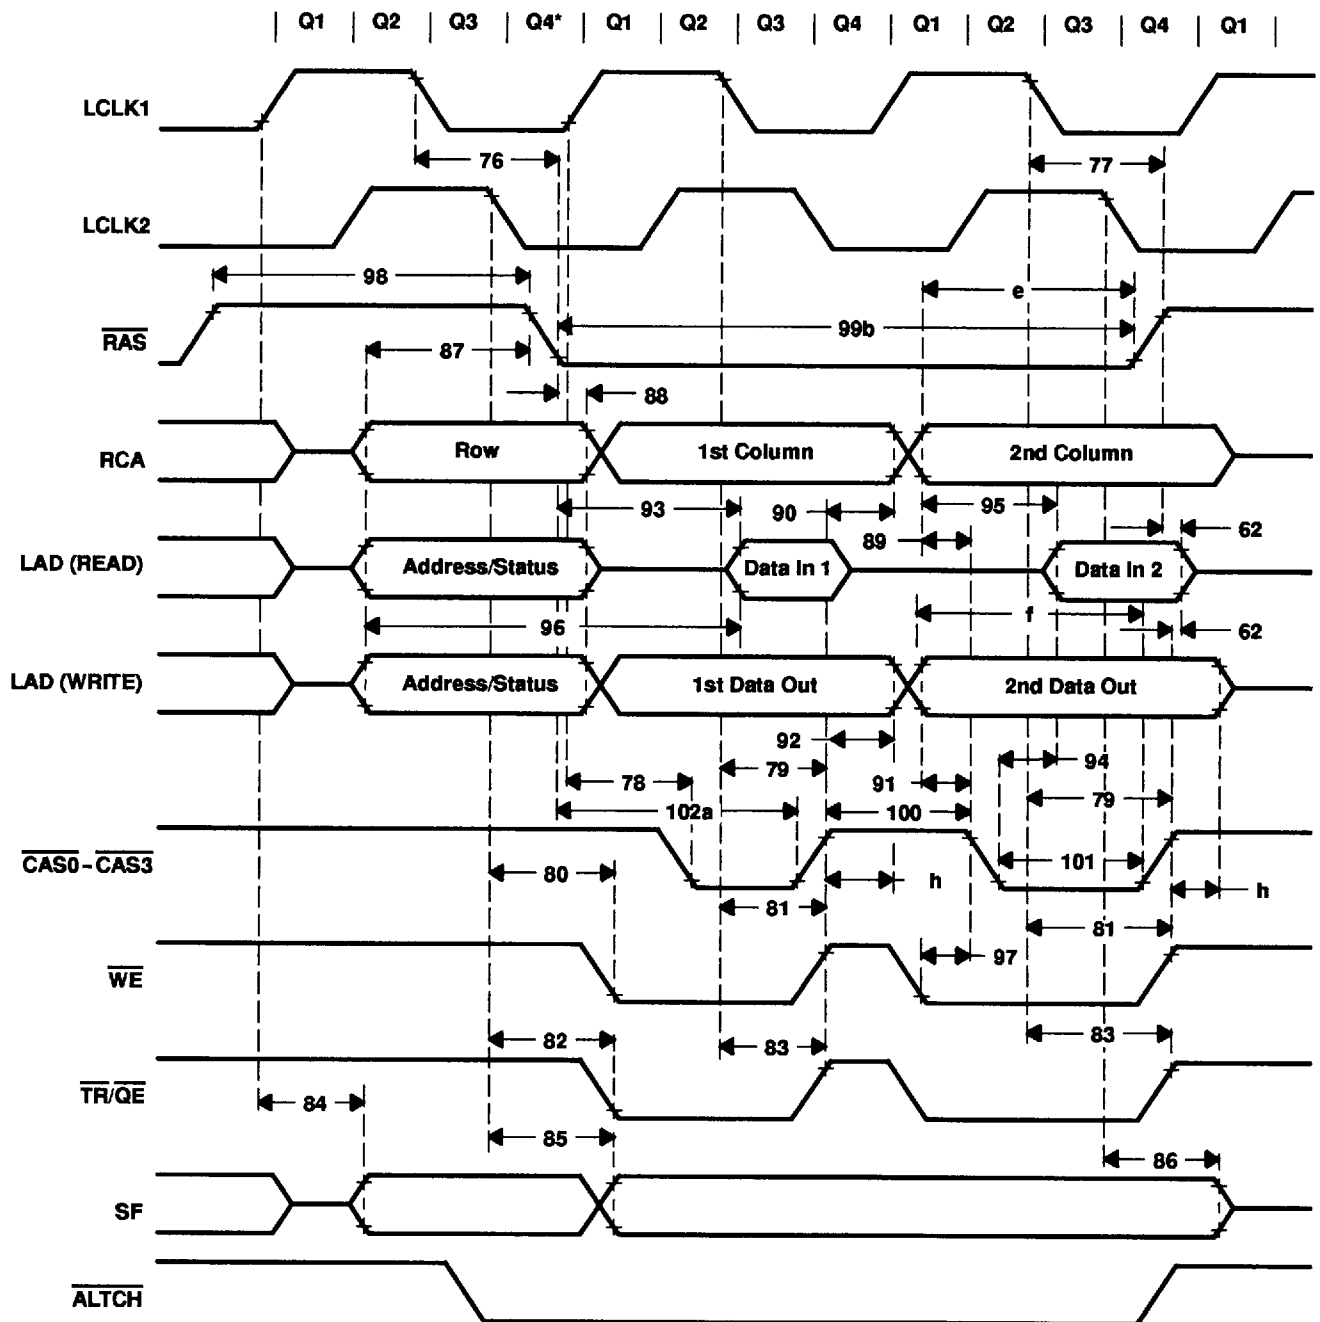 Q1 Q2 Q3 Q4* Q1 Q2 Q3 Q4 Q1 Q2 Q3 Q4 Q1
LCLK1
76
77
LCLK2
98
e
RAS
99b
87
88
RCA
Row
1st Column
2nd Column
93
90
95
89
62
LAD (READ)
Address/Status
Data In 1
Data In 2
f
96
62
LAD (WRITE)
Address/Status
1st Data Out
2nd Data Out
92
94
79
78
91
79
102a
100
CAS0-CAS3
101
80
h
h
81
81
WE
97
82
83
83
TR/QE
84
85
86
SF
ALTCH